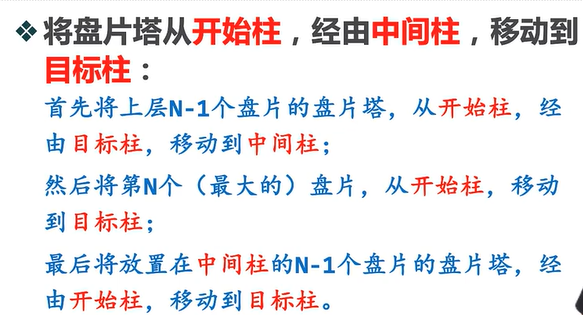 ❖将盘片塔从开始柱，经由中间柱，移动到
目标柱：
首先将上层N-1个盘片的盘片塔，从开始柱，经
由目标柱，移动到中间柱；
然后将第N个（最大的）盘片，从开始柱，移动
到目标柱；
最后将放置在中间柱的N-1个盘片的盘片塔，经
由开始柱，移动到目标柱。